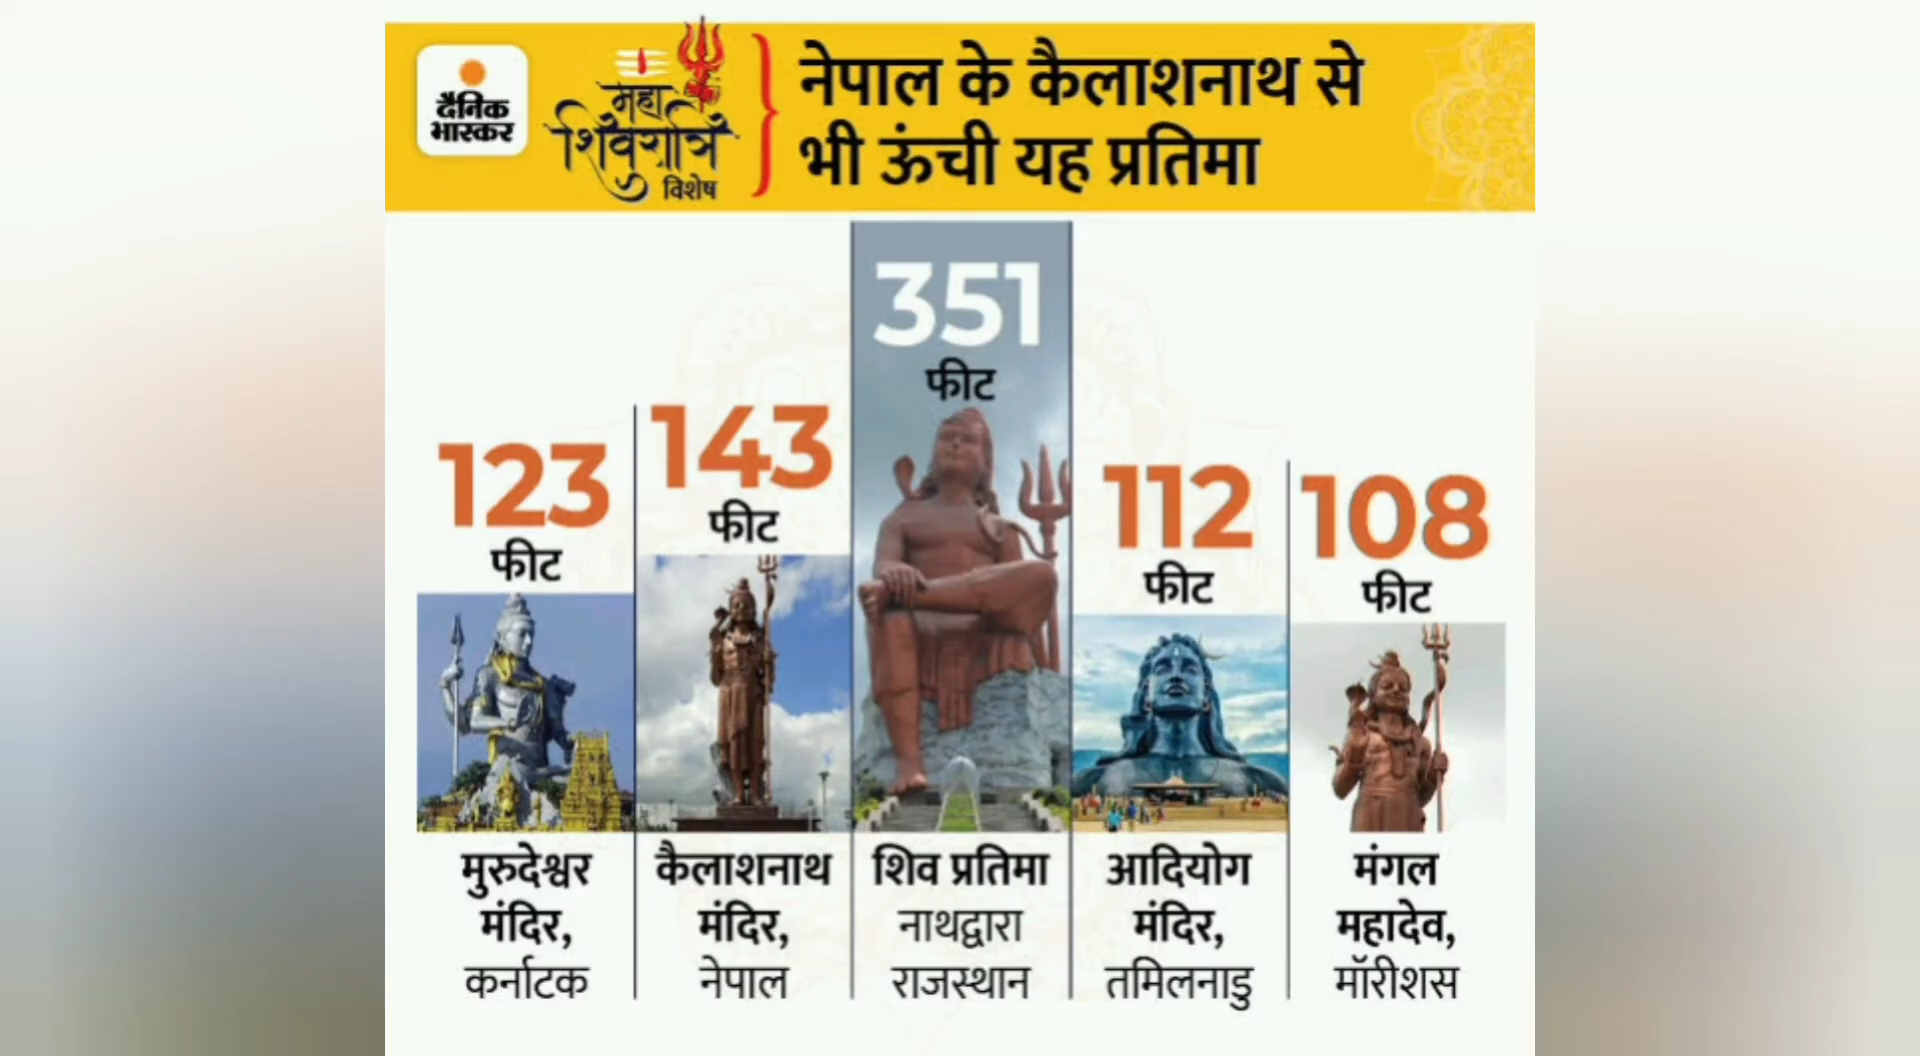 दैनिक
भास्कर
महा
शिवरात्रि
विशेष
नेपाल के कैलाशनाथ से
भी ऊंची यह प्रतिमा
123
फीट
मुरुदेश्वर
मंदिर,
कर्नाटक
143
फीट
कैलाशनाथ
मंदिर,
नेपाल
351
फीट
शिव प्रतिमा
नाथद्वारा
राजस्थान
112
फीट
आदियोग
मंदिर,
तमिलनाडु
108
फीट
मंगल
महादेव,
मॉरीशस